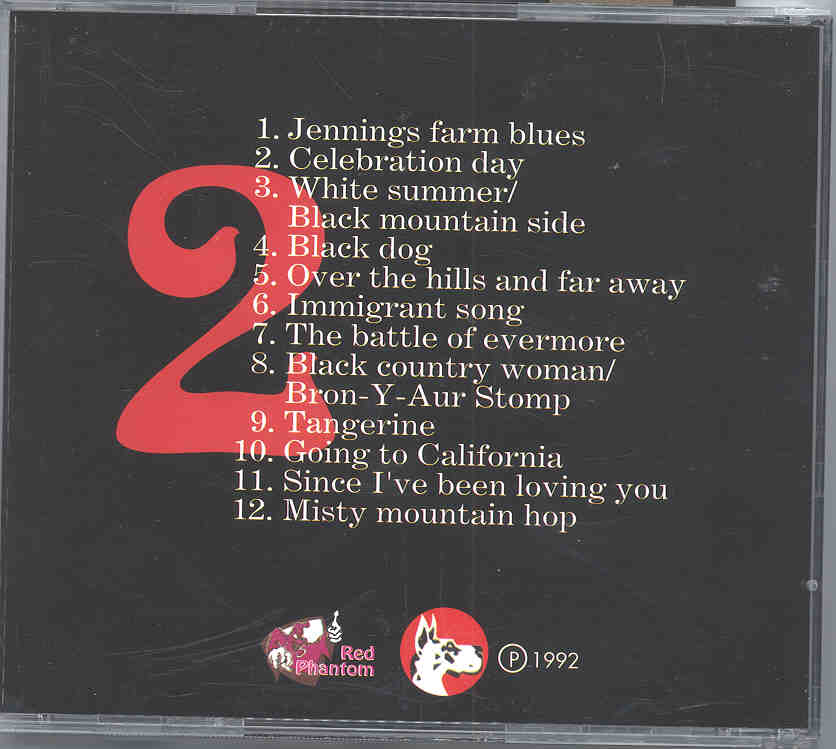 2
1. Jennings farm blues
2. Celebration day
3. White summer/
Black mountain side
4. Black dog
5. Over the hills and far away
6. Immigrant song
7. The battle of evermore
8. Black country woman/
Bron-Y-Aur Stomp
9. Tangerine
10. Going to California
11. Since I've been loving you
12. Misty mountain hop
Red
Phantom
℗ 1992